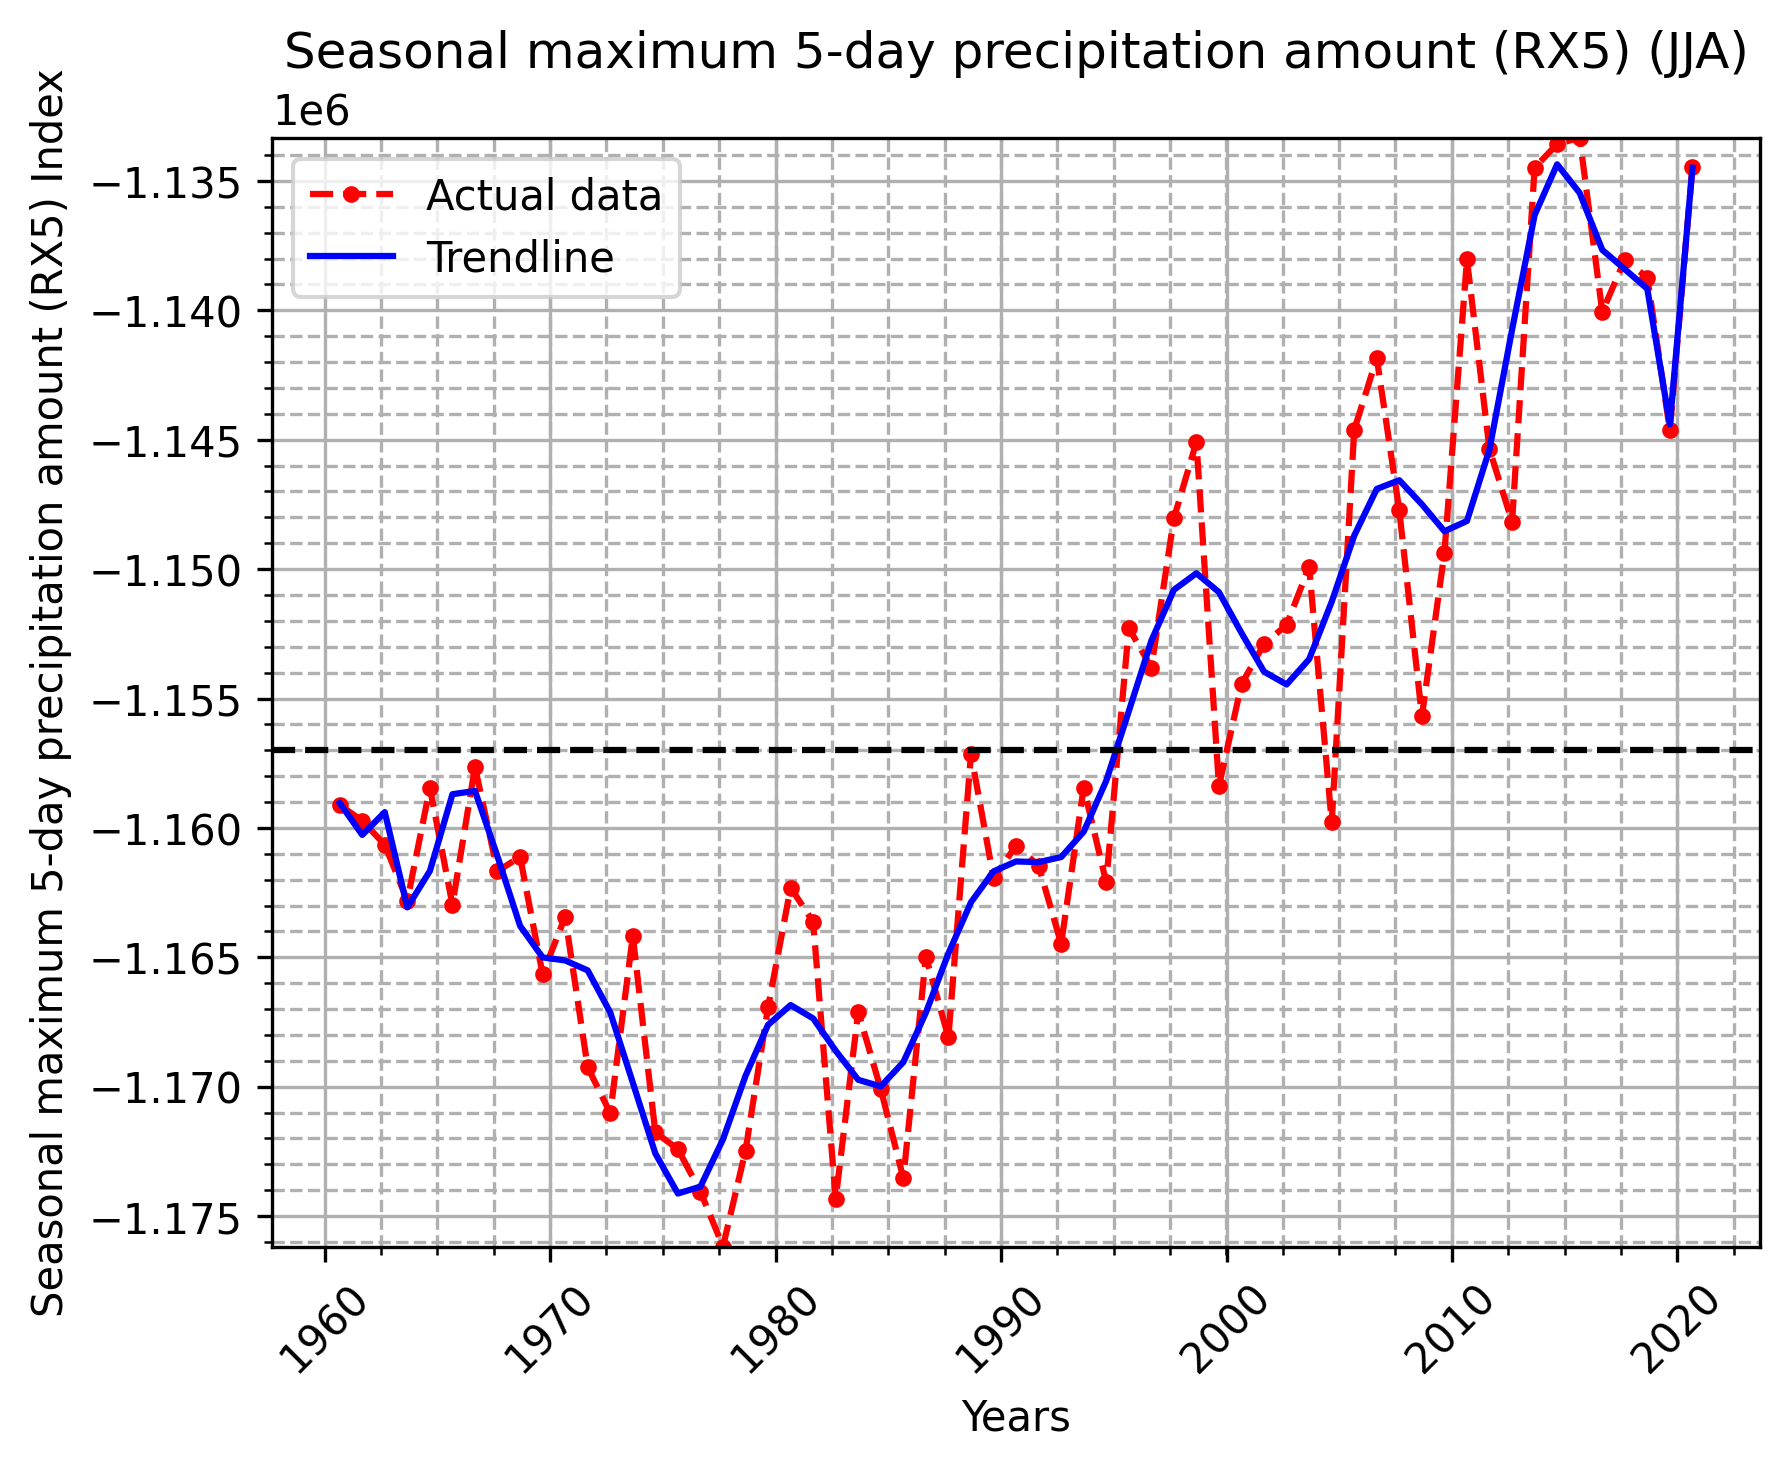 Seasonal maximum 5-day precipitation amount (RX5) (JJA)
1e6
Seasonal maximum 5-day precipitation amount (RX5) Index
Actual data
Trendline
−1.135
−1.140
−1.145
−1.150
−1.155
−1.160
−1.165
−1.170
−1.175
1960
1970
1980
1990
2000
2010
2020
Years